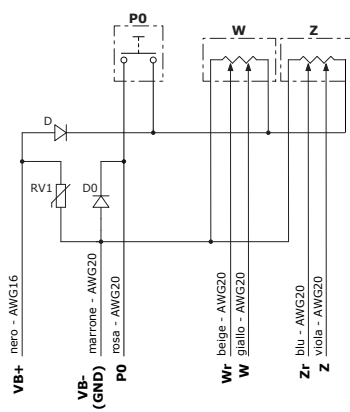 P0
W
Z
D
RV1
D0
nero - AWG16
marrone - AWG20
rosa - AWG20
beige - AWG20
giallo - AWG20
blu - AWG20
viola - AWG20
VB+
VB-
(GND)
P0
Wr
W
Zr
Z